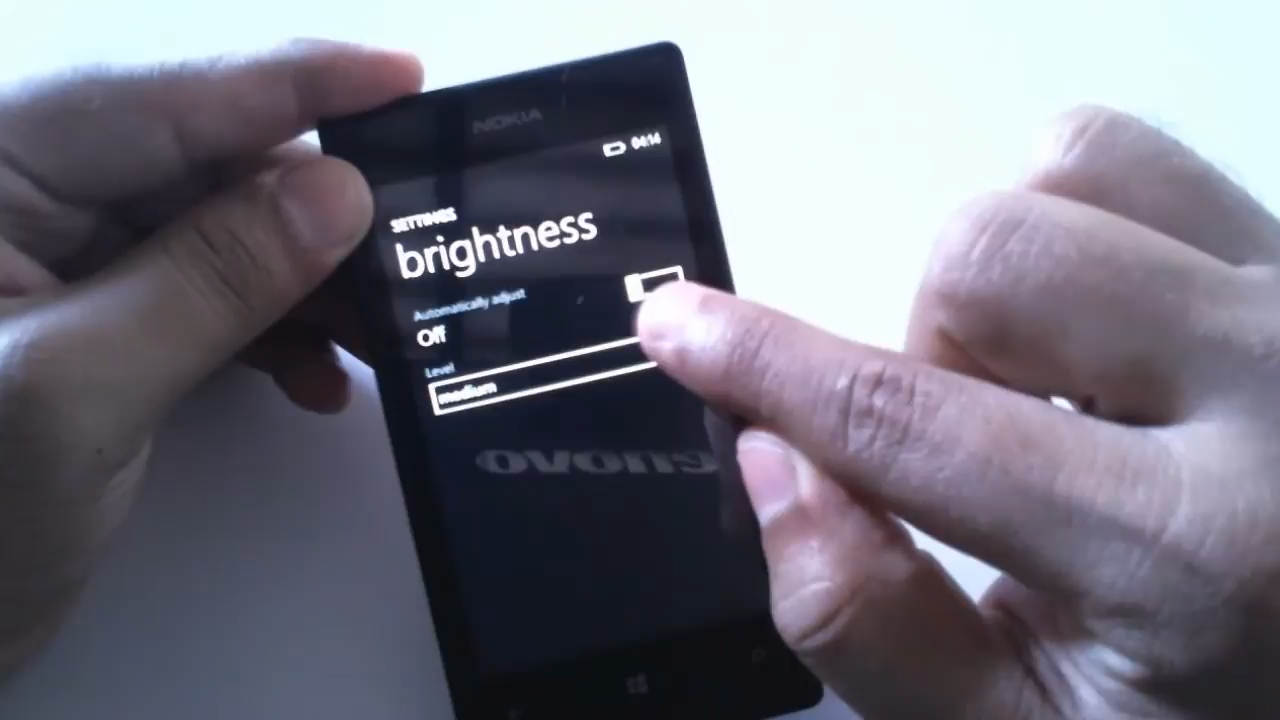 NOKIA
04:14
SETTINGS
brightness
Automatically adjust
Off
Level
medium